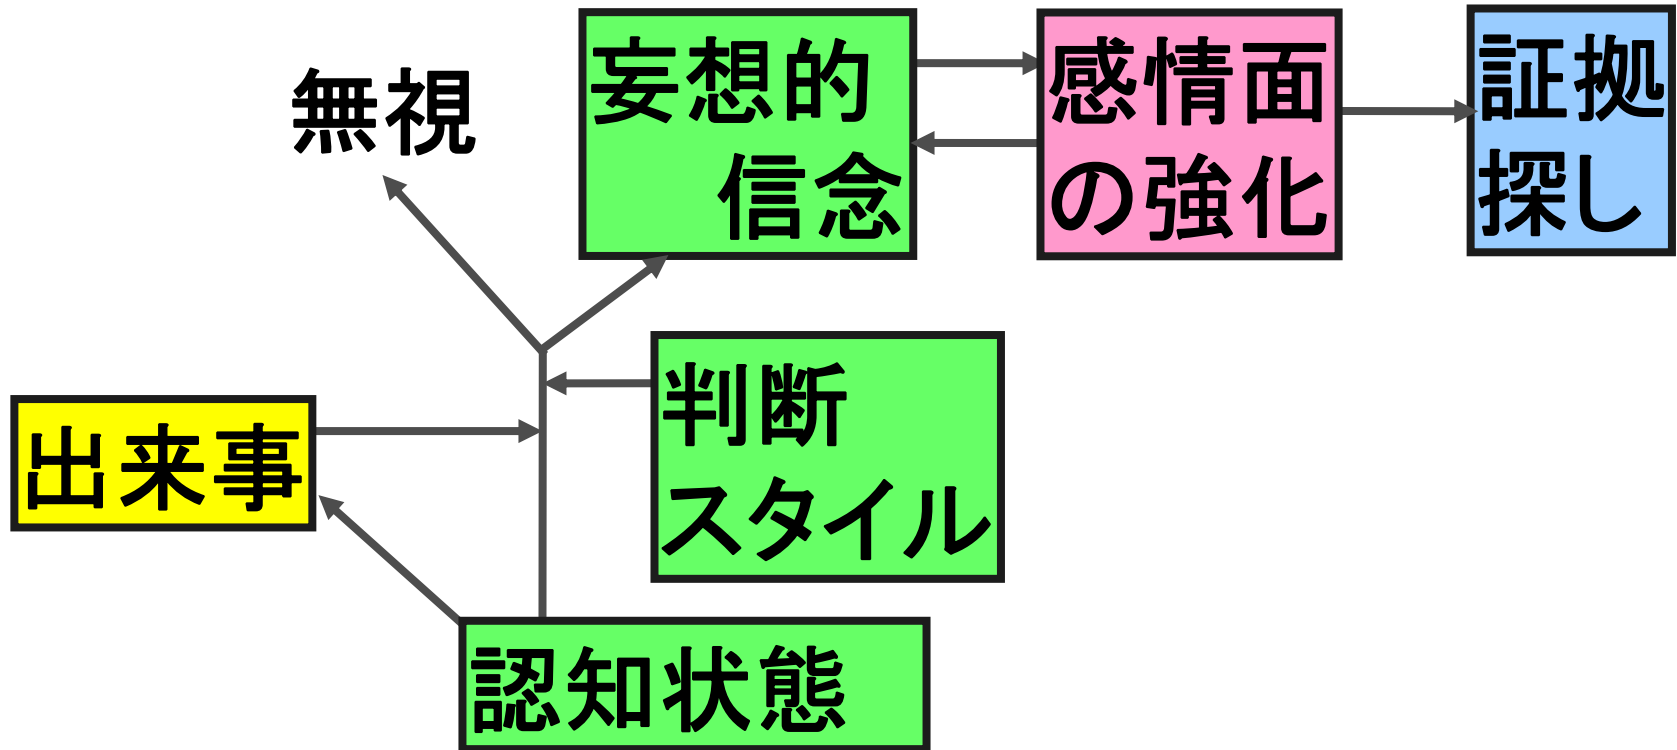 無視
妄想的
信念
感情面
の強化
証拠
探し
判断
スタイル
出来事
認知状態